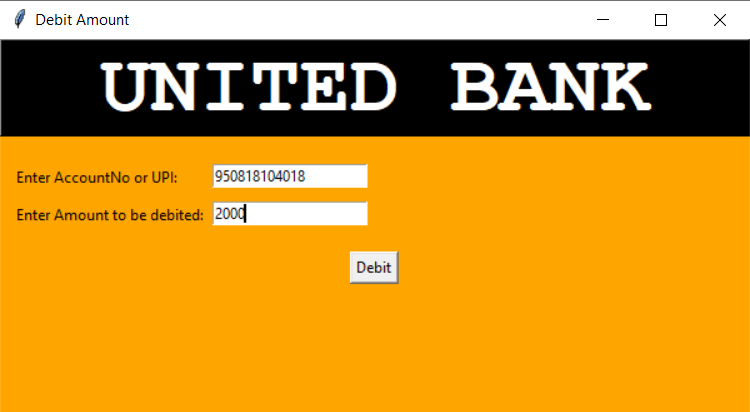 Debit Amount
UNITED BANK
Enter AccountNo or UPI: 950818104018
Enter Amount to be debited: 2000
Debit